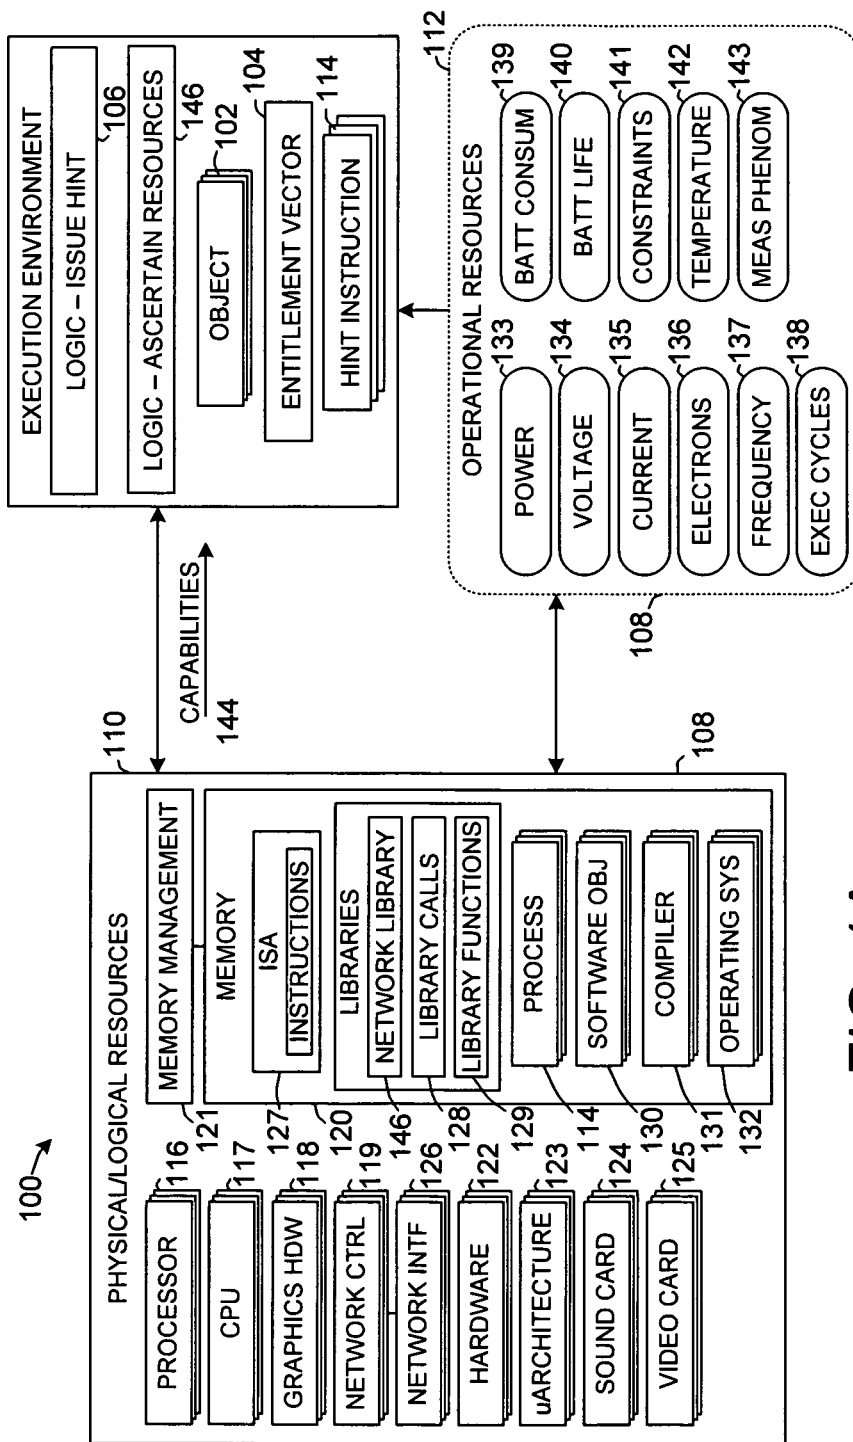 100
PHYSICAL/LOGICAL RESOURCES
110
PROCESSOR
116
CPU
117
GRAPHICS HDW
118
NETWORK CTRL
119
NETWORK INTF
126
HARDWARE
122
uARCHITECTURE
123
SOUND CARD
124
VIDEO CARD
125
MEMORY MANAGEMENT
121
MEMORY
120
ISA
INSTRUCTIONS
127
LIBRARIES
NETWORK LIBRARY
146
LIBRARY CALLS
128
LIBRARY FUNCTIONS
129
PROCESS
114
SOFTWARE OBJ
130
COMPILER
131
OPERATING SYS
132
108
CAPABILITIES
144
EXECUTION ENVIRONMENT
LOGIC – ISSUE HINT
106
LOGIC – ASCERTAIN RESOURCES
146
OBJECT
102
ENTITLEMENT VECTOR
104
HINT INSTRUCTION
114
OPERATIONAL RESOURCES
112
POWER
133
VOLTAGE
134
CURRENT
135
ELECTRONS
136
FREQUENCY
137
EXEC CYCLES
138
BATT CONSUM
139
BATT LIFE
140
CONSTRAINTS
141
TEMPERATURE
142
MEAS PHENOM
143
108
FIG.